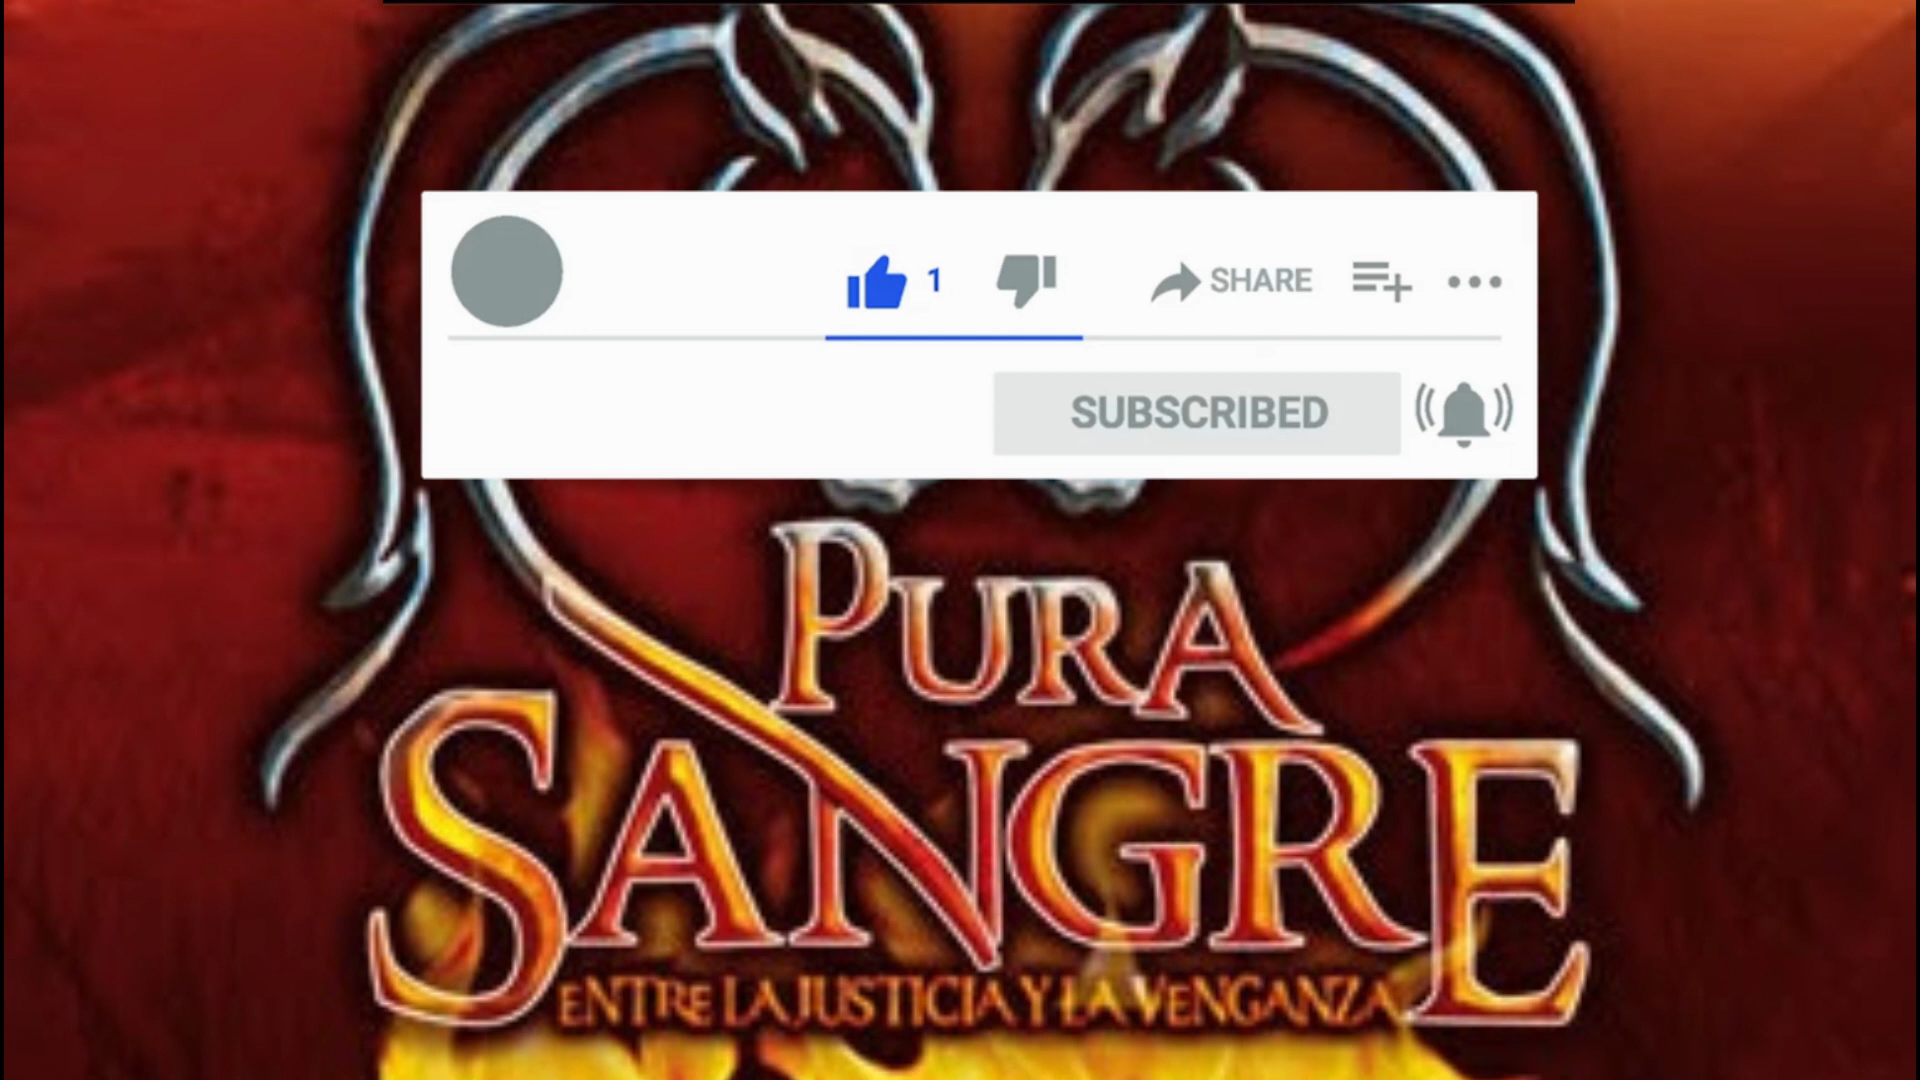 1 SHARE
SUBSCRIBED
PURA
SANGRE
ENTRE LA JUSTICIA Y LA VENGANZA